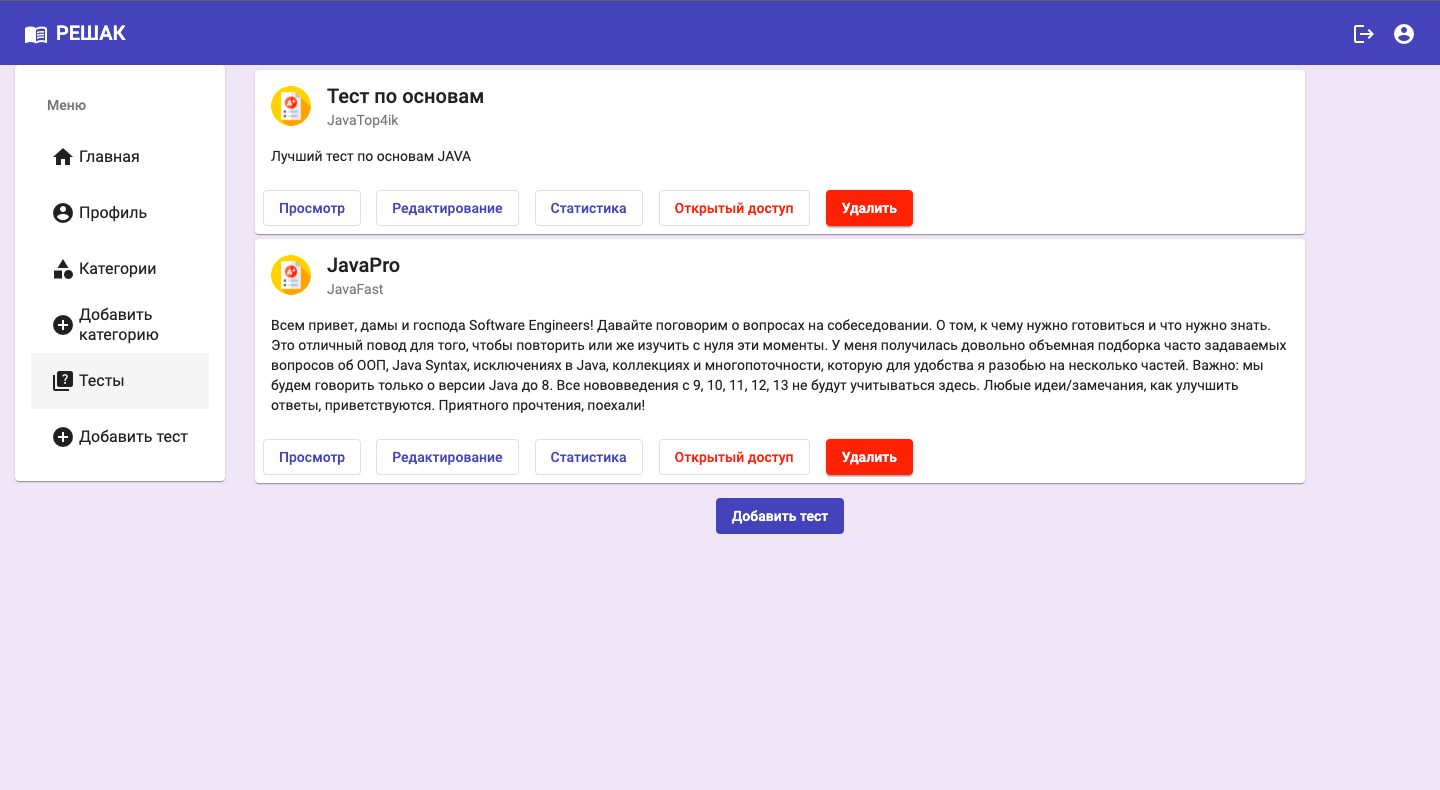 РЕШАК
Меню
Главная
Профиль
Категории
Добавить
категорию
Тесты
Добавить тест
Тест по основам
JavaTop4ik
Лучший тест по основам JAVA
Просмотр Редактирование Статистика Открытый доступ Удалить
JavaPro
JavaFast
Всем привет, дамы и господа Software Engineers! Давайте поговорим о вопросах на собеседовании. О том, к чему нужно готовиться и что нужно знать.
Это отличный повод для того, чтобы повторить или же изучить с нуля эти моменты. У меня получилась довольно объемная подборка часто задаваемых
вопросов об ООП, Java Syntax, исключениях в Java, коллекциях и многопоточности, которую для удобства я разобью на несколько частей. Важно: мы
будем говорить только о версии Java до 8. Все нововведения с 9, 10, 11, 12, 13 не будут учитываться здесь. Любые идеи/замечания, как улучшить
ответы, приветствуются. Приятного прочтения, поехали!
Просмотр Редактирование Статистика Открытый доступ Удалить
Добавить тест